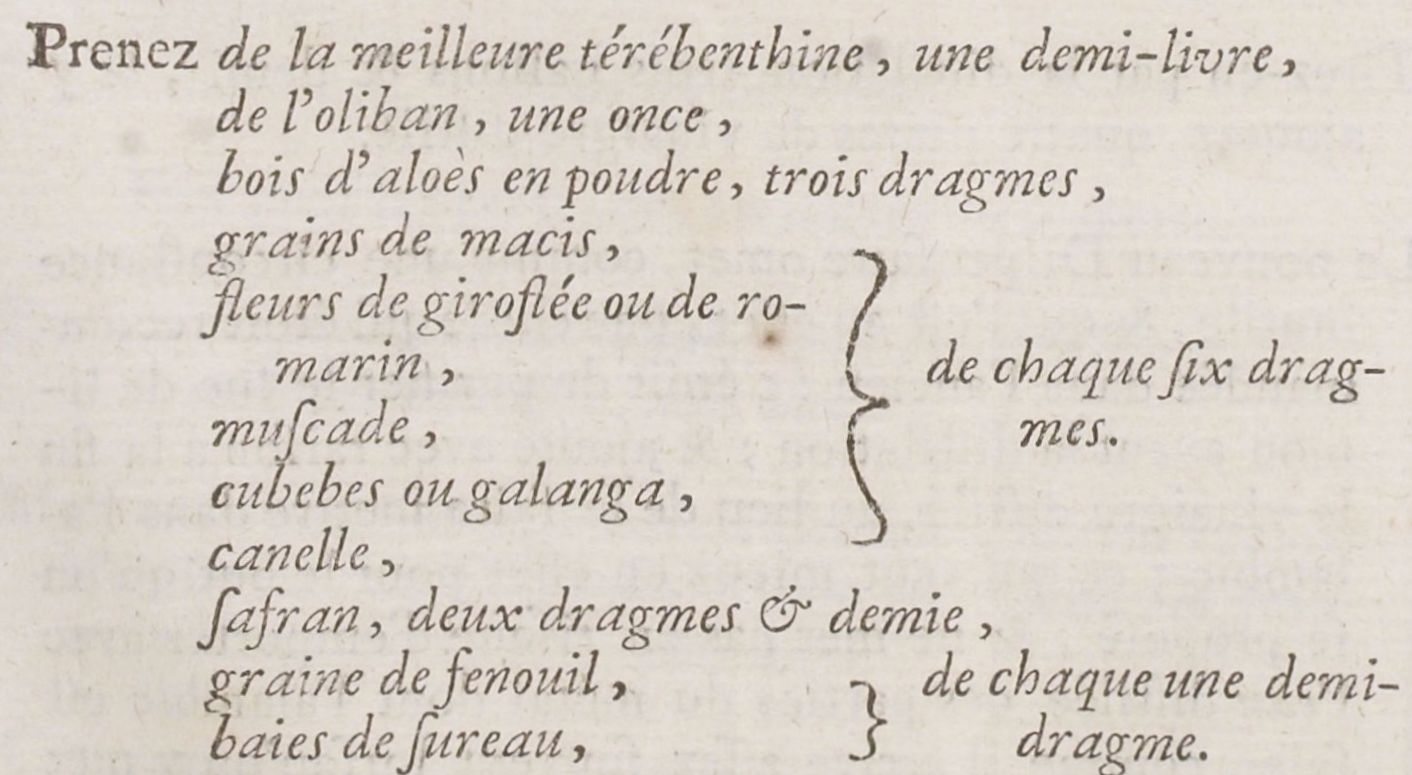 Prenez de la meilleure térébenthine, une demi-livre,
de l'oliban, une once,
bois d'aloès en poudre, trois dragmes,
grains de macis,
fleurs de giroflée ou de ro-
marin,
muſcade,
cubebes ou galanga,
canelle,
de chaque ſix drag-
mes.
ſafran, deux dragmes & demie,
graine de fenouil,
baies de ſureau,
de chaque une demi-
dragme.